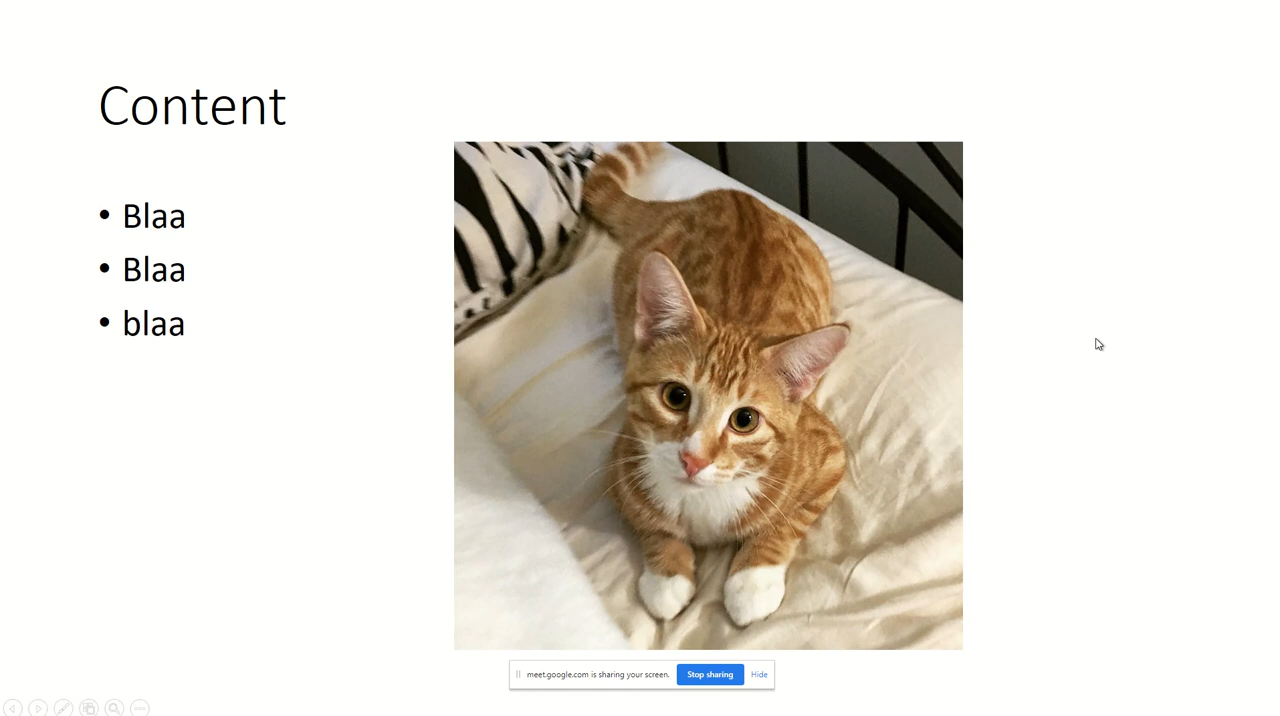 Content
• Blaa
• Blaa
• blaa
meet.google.com is sharing your screen. Stop sharing Hide